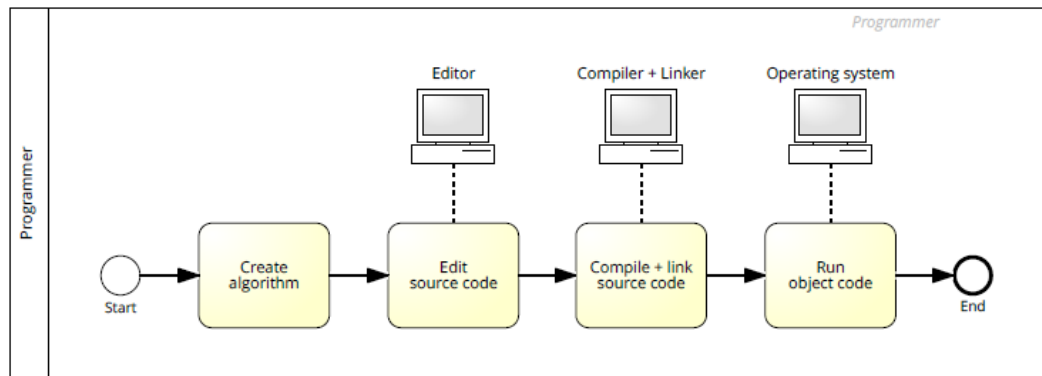 Programmer
Programmer
Editor
Compiler + Linker
Operating system
Create
algorithm
Edit
source code
Compile + link
source code
Run
object code
Start
End